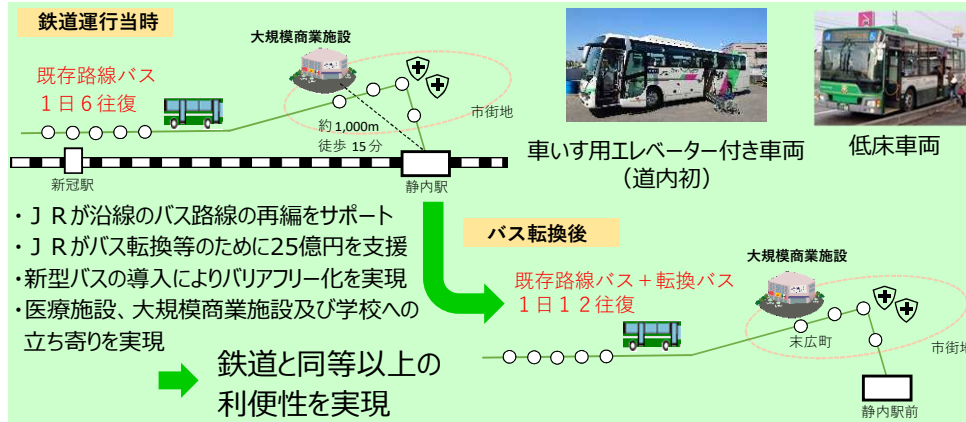 鉄道運行当時
大規模商業施設
既存路線バス
1日6往復
市街地
約1,000m
徒歩 15分
新冠駅
静内駅
車いす用エレベーター付き車両
（道内初）
低床車両
・ＪＲが沿線のバス路線の再編をサポート
・ＪＲがバス転換等のために25億円を支援
・新型バスの導入によりバリアフリー化を実現
・医療施設、大規模商業施設及び学校への
立ち寄りを実現
鉄道と同等以上の
利便性を実現
バス転換後
大規模商業施設
既存路線バス＋転換バス
1日12往復
末広町
市街地
静内駅前